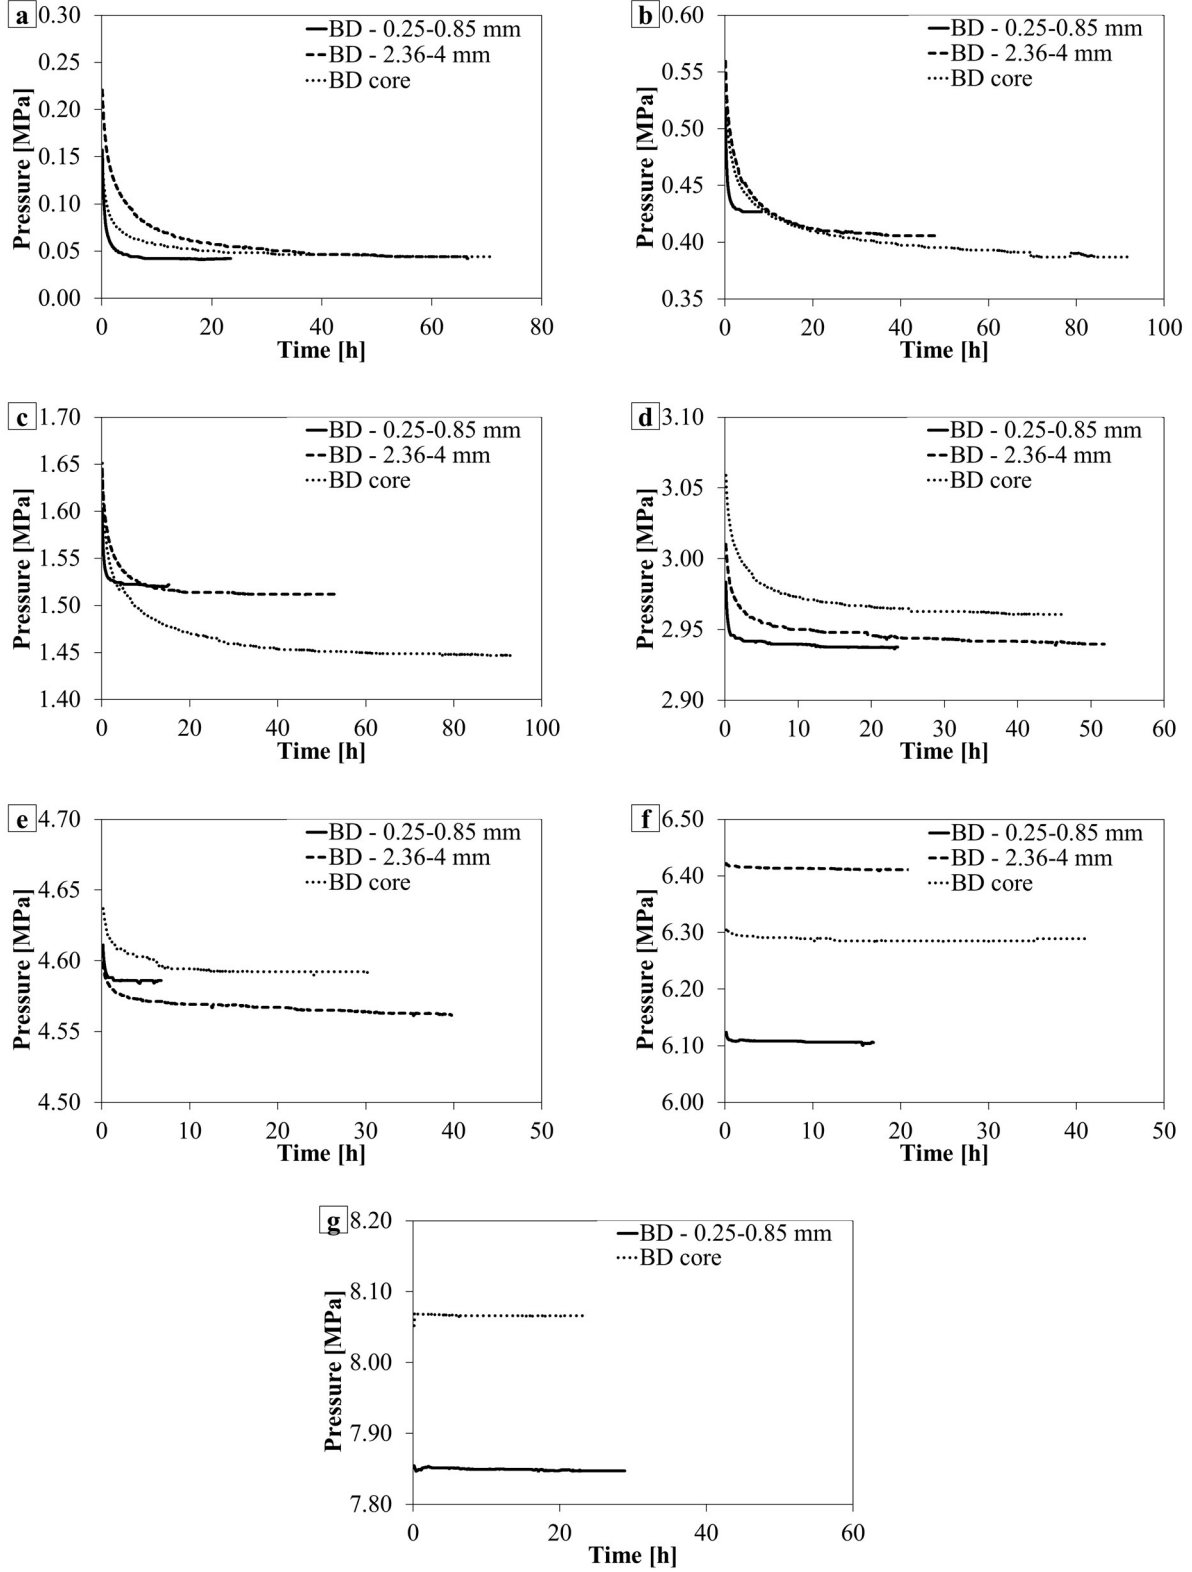 a
0.30
0.25
0.20
0.15
0.10
0.05
0.00
Pressure [MPa]
BD - 0.25-0.85 mm
BD - 2.36-4 mm
BD core
0 20 40 60 80
Time [h]
b
0.60
0.55
0.50
0.45
0.40
0.35
Pressure [MPa]
BD - 0.25-0.85 mm
BD - 2.36-4 mm
BD core
0 20 40 60 80 100
Time [h]
c
1.70
1.65
1.60
1.55
1.50
1.45
1.40
Pressure [MPa]
BD - 0.25-0.85 mm
BD - 2.36-4 mm
BD core
0 20 40 60 80 100
Time [h]
d
3.10
3.05
3.00
2.95
2.90
Pressure [MPa]
BD - 0.25-0.85 mm
BD - 2.36-4 mm
BD core
0 10 20 30 40 50 60
Time [h]
e
4.70
4.65
4.60
4.55
4.50
Pressure [MPa]
BD - 0.25-0.85 mm
BD - 2.36-4 mm
BD core
0 10 20 30 40 50
Time [h]
f
6.50
6.40
6.30
6.20
6.10
6.00
Pressure [MPa]
BD - 0.25-0.85 mm
BD - 2.36-4 mm
BD core
0 10 20 30 40 50
Time [h]
g
8.20
8.10
8.00
7.90
7.80
Pressure [MPa]
BD - 0.25-0.85 mm
BD core
0 20 40 60
Time [h]